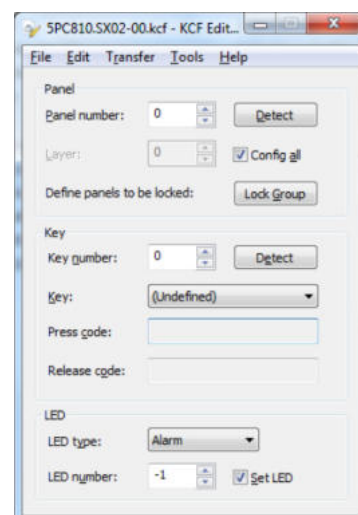 5PC810.SX02-00.kcf - KCF Edit...
File Edit Transfer Tools Help
Panel
Panel number: 0 Detect
Layer: 0 Config all
Define panels to be locked: Lock Group
Key
Key number: 0 Detect
Key: (Undefined)
Press code:
Release code:
LED
LED type: Alarm
LED number: -1 Set LED